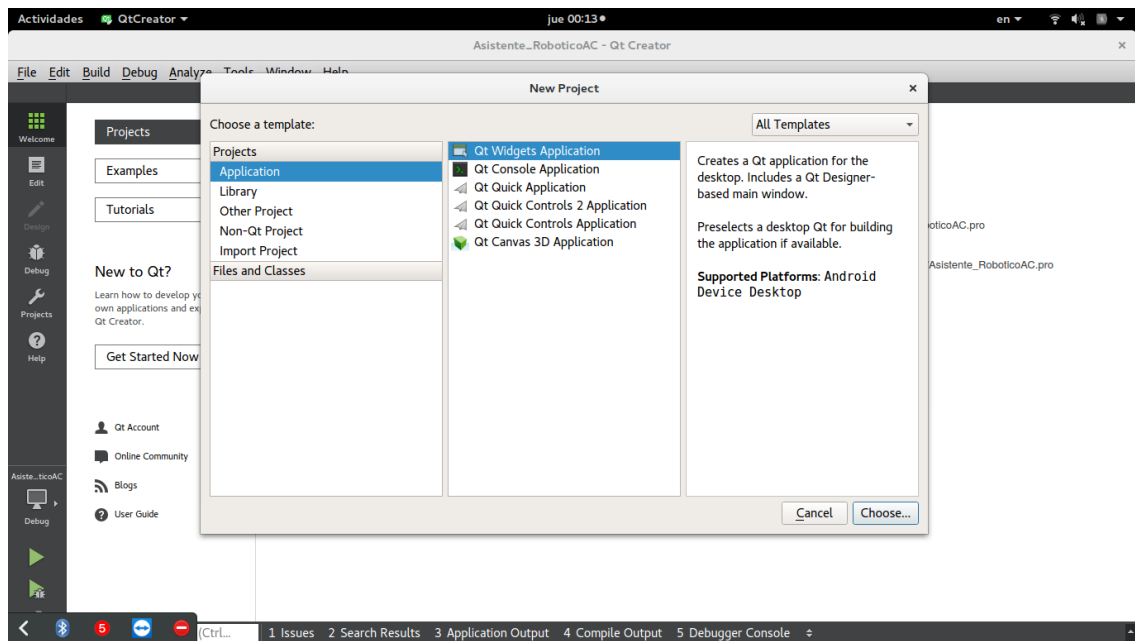 Actividades QtCreator jue 00:13 en
Asistente_RoboticoAC - Qt Creator
File Edit Build Debug Analyze Tools Window Help
New Project
Choose a template:
All Templates
Projects
Application
Library
Other Project
Non-Qt Project
Import Project
Files and Classes
Qt Widgets Application
Qt Console Application
Qt Quick Application
Qt Quick Controls 2 Application
Qt Quick Controls Application
Qt Canvas 3D Application
Creates a Qt application for the
desktop. Includes a Qt Designer-
based main window.
Preselects a desktop Qt for building
the application if available.
Supported Platforms: Android
Device Desktop
Cancel
Choose...
Welcome
Edit
Design
Debug
Projects
Help
Asiste...ticoAC
Debug
Projects
Examples
Tutorials
New to Qt?
Learn how to develop yo
own applications and ex
Qt Creator.
Get Started Now
Qt Account
Online Community
Blogs
User Guide
oticoAC.pro
/Asistente_RoboticoAC.pro
5
(Ctrl...
1 Issues 2 Search Results 3 Application Output 4 Compile Output 5 Debugger Console